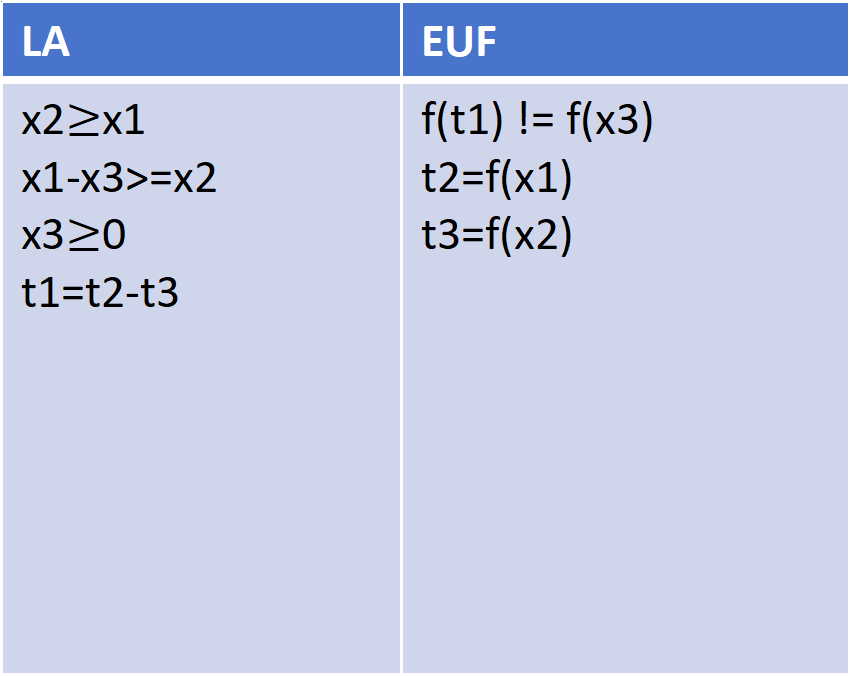 LA
x2≥x1
x1-x3>=x2
x3≥0
t1=t2-t3
EUF
f(t1) != f(x3)
t2=f(x1)
t3=f(x2)